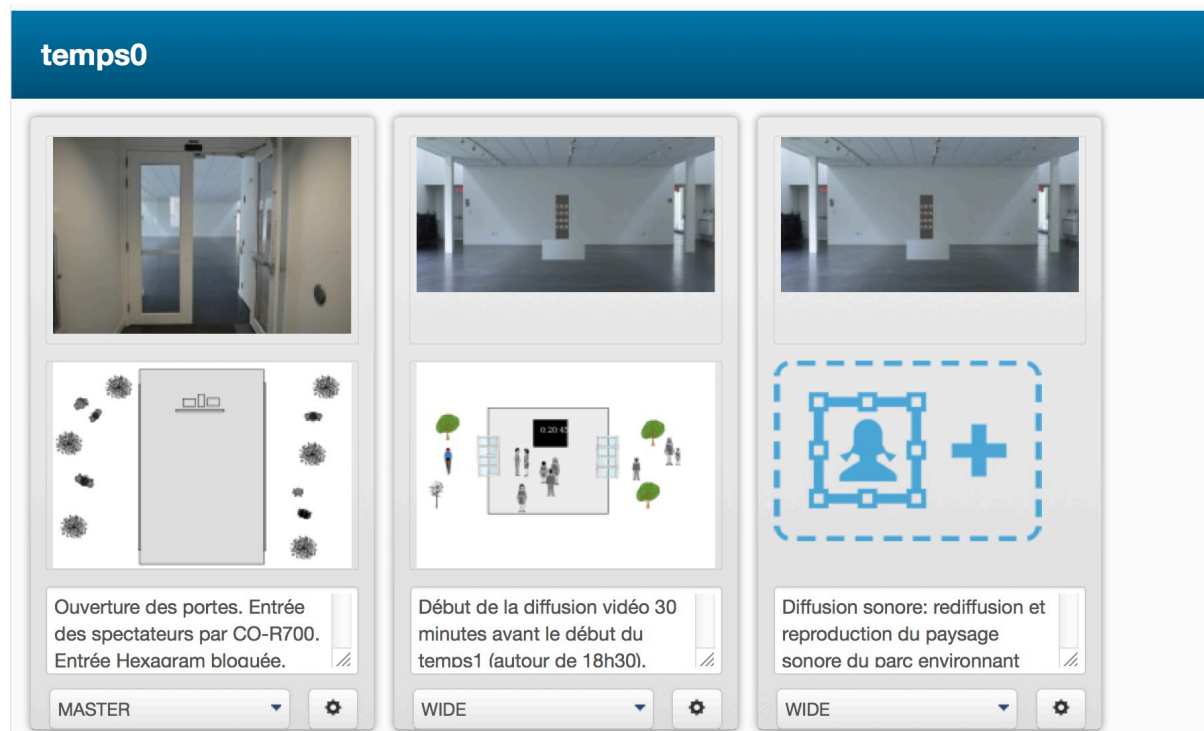 temps0
0:20:45
Ouverture des portes. Entrée
des spectateurs par CO-R700.
Entrée Hexagram bloquée.
MASTER
Début de la diffusion vidéo 30
minutes avant le début du
temps1 (autour de 18h30).
WIDE
Diffusion sonore: rediffusion et
reproduction du paysage
sonore du parc environnant
WIDE